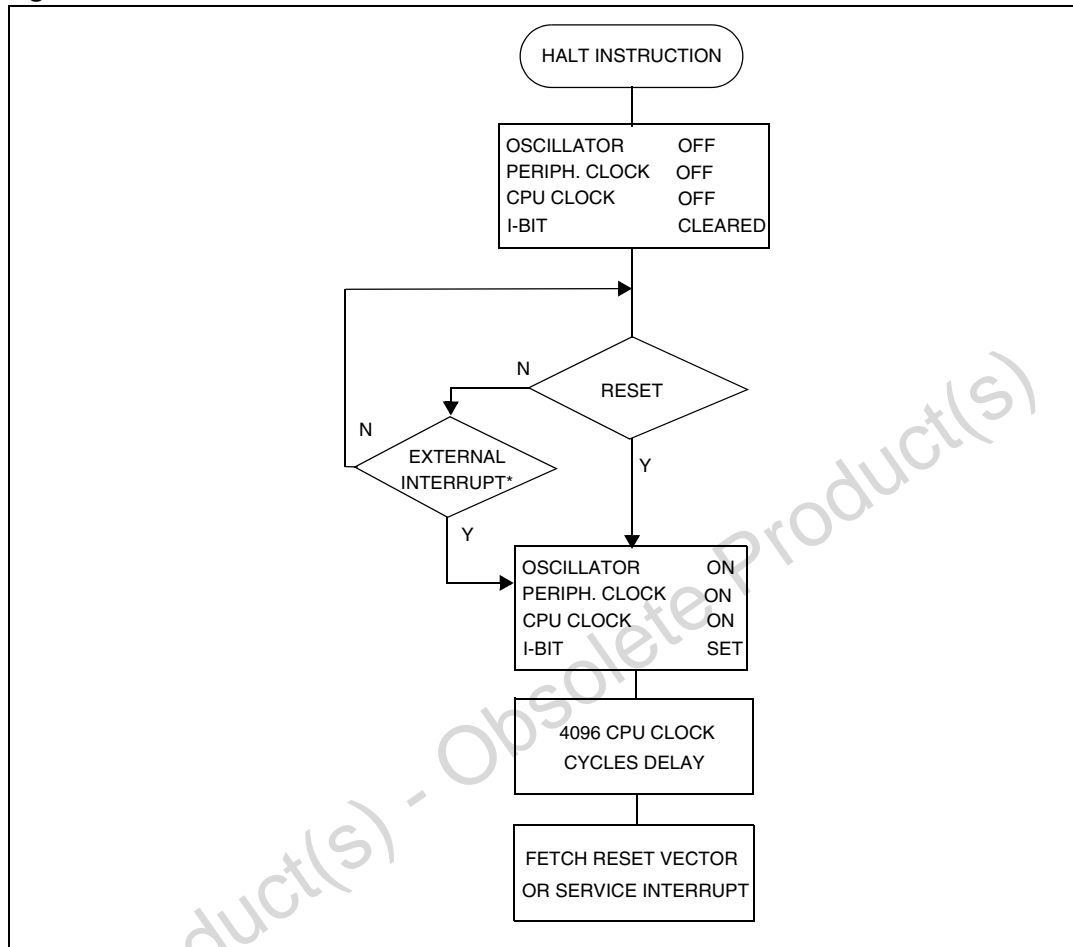 HALT INSTRUCTION
OSCILLATOR OFF
PERIPH. CLOCK OFF
CPU CLOCK OFF
I-BIT CLEARED
N
RESET
N
EXTERNAL
INTERRUPT*
Y
Y
OSCILLATOR ON
PERIPH. CLOCK ON
CPU CLOCK ON
I-BIT SET
4096 CPU CLOCK
CYCLES DELAY
FETCH RESET VECTOR
OR SERVICE INTERRUPT
duct(s) - Obsolete Product(s)